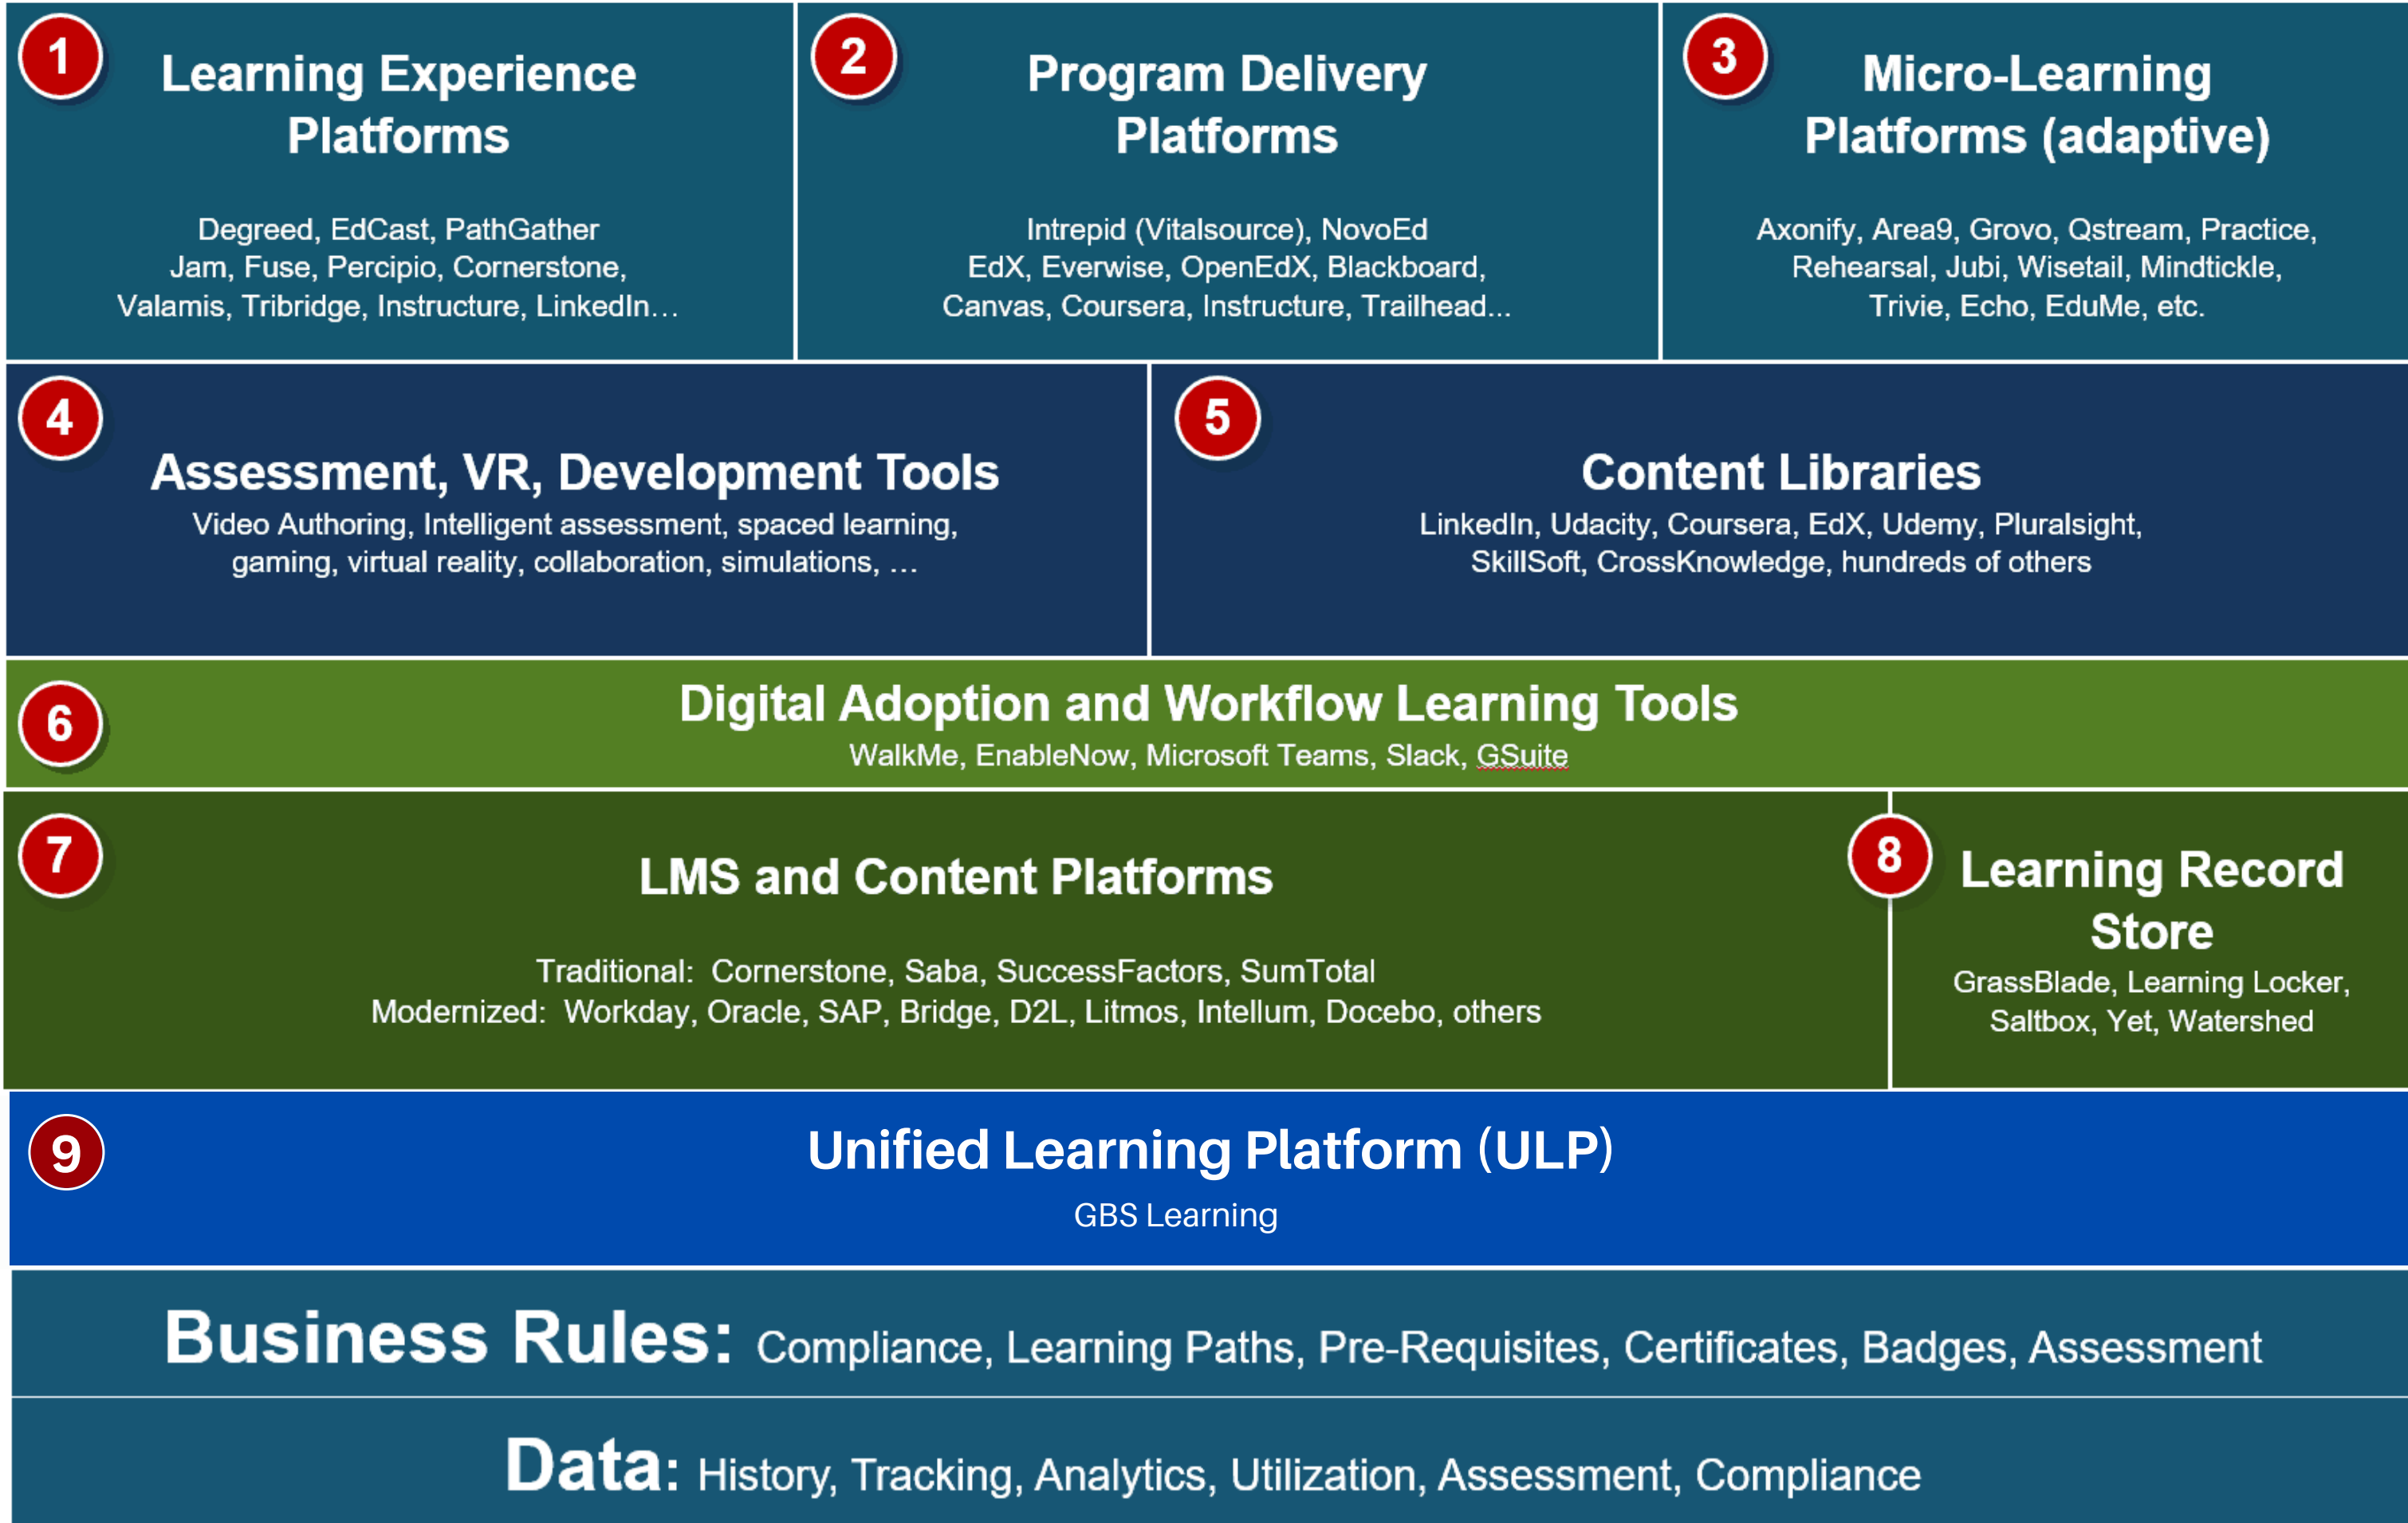 1
Learning Experience
Platforms
Degreed, EdCast, PathGather
Jam, Fuse, Percipio, Cornerstone,
Valamis, Tribridge, Instructure, LinkedIn...
2
Program Delivery
Platforms
Intrepid (Vitalsource), NovoEd
EdX, Everwise, OpenEdX, Blackboard,
Canvas, Coursera, Instructure, Trailhead...
3
Micro-Learning
Platforms (adaptive)
Axonify, Area9, Grovo, Qstream, Practice,
Rehearsal, Jubi, Wisetail, Mindtickle,
Trivie, Echo, EduMe, etc.
4
Assessment, VR, Development Tools
Video Authoring, Intelligent assessment, spaced learning,
gaming, virtual reality, collaboration, simulations, ...
5
Content Libraries
LinkedIn, Udacity, Coursera, EdX, Udemy, Pluralsight,
SkillSoft, CrossKnowledge, hundreds of others
6
Digital Adoption and Workflow Learning Tools
WalkMe, EnableNow, Microsoft Teams, Slack, GSuite
7
LMS and Content Platforms
Traditional: Cornerstone, Saba, SuccessFactors, SumTotal
Modernized: Workday, Oracle, SAP, Bridge, D2L, Litmos, Intellum, Docebo, others
8
Learning Record
Store
GrassBlade, Learning Locker,
Saltbox, Yet, Watershed
9
Unified Learning Platform (ULP)
GBS Learning
Business Rules: Compliance, Learning Paths, Pre-Requisites, Certificates, Badges, Assessment
Data: History, Tracking, Analytics, Utilization, Assessment, Compliance